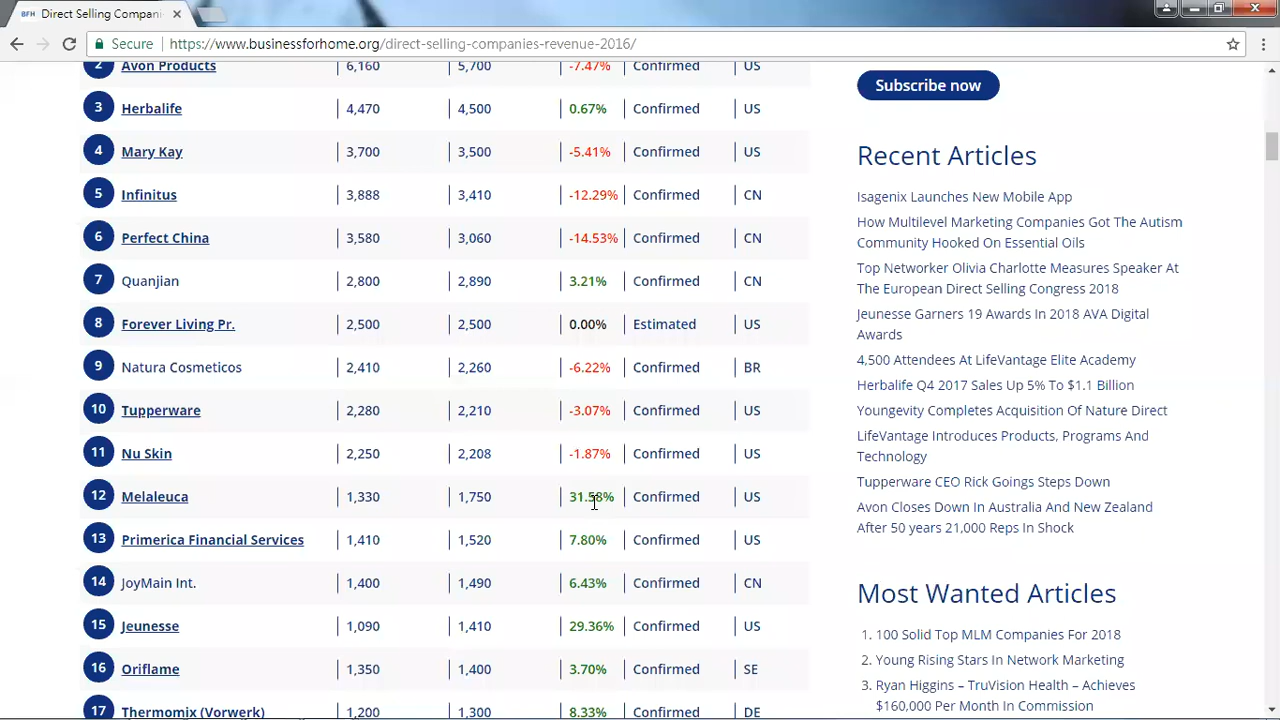 BFH Direct Selling Compani
Secure https://www.businessforhome.org/direct-selling-companies-revenue-2016/
2 Avon Products 6,160 5,700 -7.47% Confirmed US
3 Herbalife 4,470 4,500 0.67% Confirmed US
4 Mary Kay 3,700 3,500 -5.41% Confirmed US
5 Infinitus 3,888 3,410 -12.29% Confirmed CN
6 Perfect China 3,580 3,060 -14.53% Confirmed CN
7 Quanjian 2,800 2,890 3.21% Confirmed CN
8 Forever Living Pr. 2,500 2,500 0.00% Estimated US
9 Natura Cosmeticos 2,410 2,260 -6.22% Confirmed BR
10 Tupperware 2,280 2,210 -3.07% Confirmed US
11 Nu Skin 2,250 2,208 -1.87% Confirmed US
12 Melaleuca 1,330 1,750 31.58% Confirmed US
13 Primerica Financial Services 1,410 1,520 7.80% Confirmed US
14 JoyMain Int. 1,400 1,490 6.43% Confirmed CN
15 Jeunesse 1,090 1,410 29.36% Confirmed US
16 Oriflame 1,350 1,400 3.70% Confirmed SE
17 Thermomix (Vorwerk) 1,200 1,300 8.33% Confirmed DE
Subscribe now
Recent Articles
Isagenix Launches New Mobile App
How Multilevel Marketing Companies Got The Autism
Community Hooked On Essential Oils
Top Networker Olivia Charlotte Measures Speaker At
The European Direct Selling Congress 2018
Jeunesse Garners 19 Awards In 2018 AVA Digital
Awards
4,500 Attendees At LifeVantage Elite Academy
Herbalife Q4 2017 Sales Up 5% To $1.1 Billion
Youngevity Completes Acquisition Of Nature Direct
LifeVantage Introduces Products, Programs And
Technology
Tupperware CEO Rick Goings Steps Down
Avon Closes Down In Australia And New Zealand
After 50 years 21,000 Reps In Shock
Most Wanted Articles
1. 100 Solid Top MLM Companies For 2018
2. Young Rising Stars In Network Marketing
3. Ryan Higgins – TruVision Health – Achieves
$160,000 Per Month In Commission